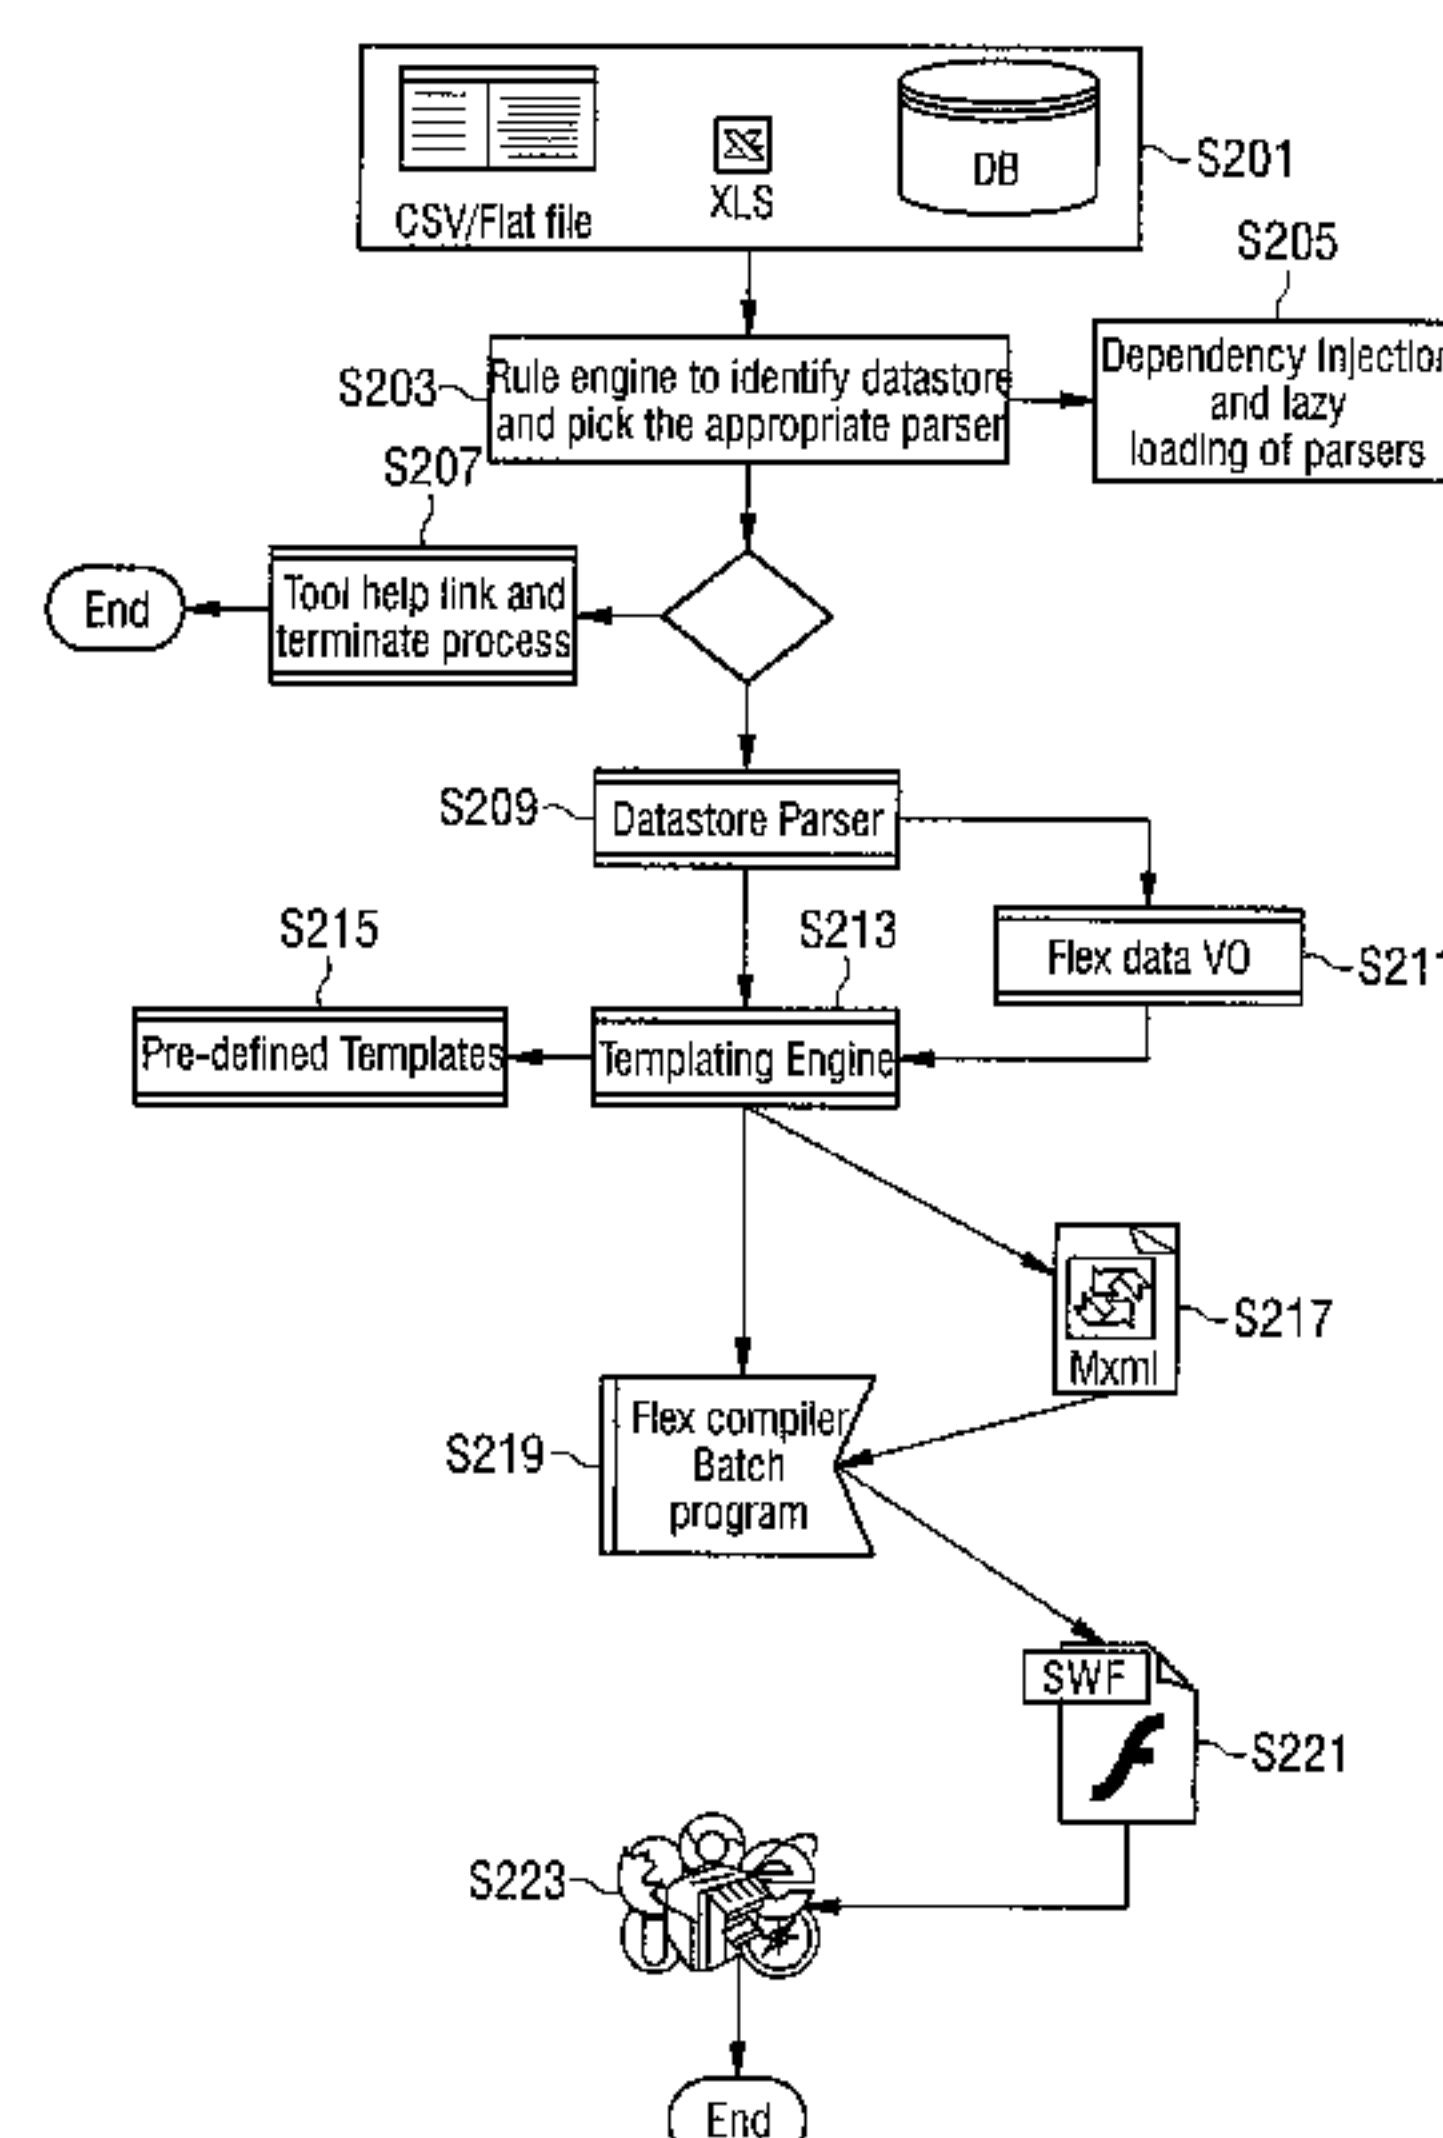 CSV/Flat file
XLS
DB
S201
S205
S203
Rule engine to identify datastore
and pick the appropriate parser
Dependency Injection
and lazy
loading of parsers
S207
End
Tool help link and
terminate process
S209
Datastore Parser
S215
S213
Flex data VO
S211
Pre-defined Templates
Templating Engine
S217
Mxml
S219
Flex compiler
Batch
program
SWF
S221
S223
End